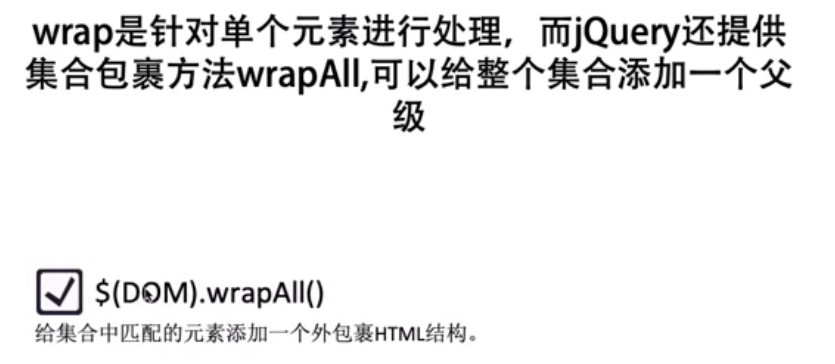 wrap是针对单个元素进行处理，而jQuery还提供
集合包裹方法wrapAll,可以给整个集合添加一个父
级
$(DOM).wrapAll()
给集合中匹配的元素添加一个外包裹HTML结构。